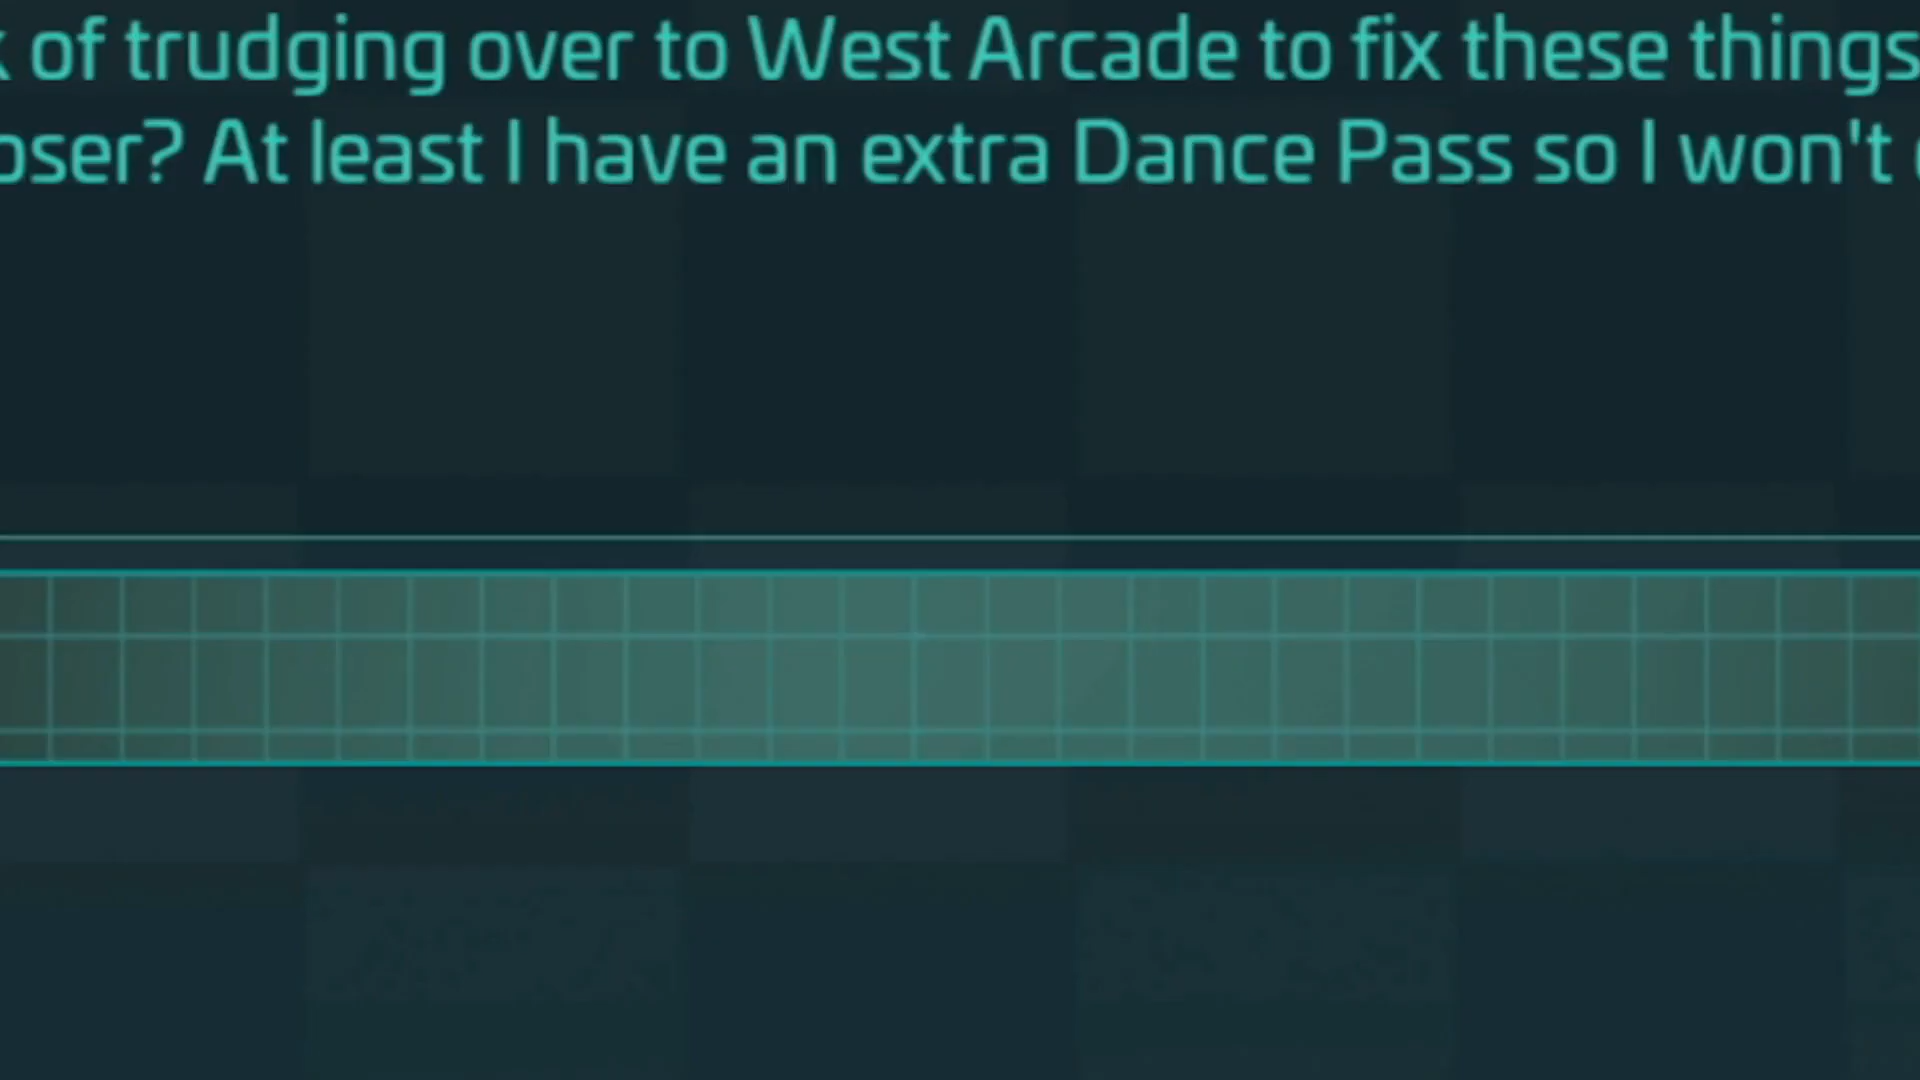 of trudging over to West Arcade to fix these things
oser? At least I have an extra Dance Pass so I won't